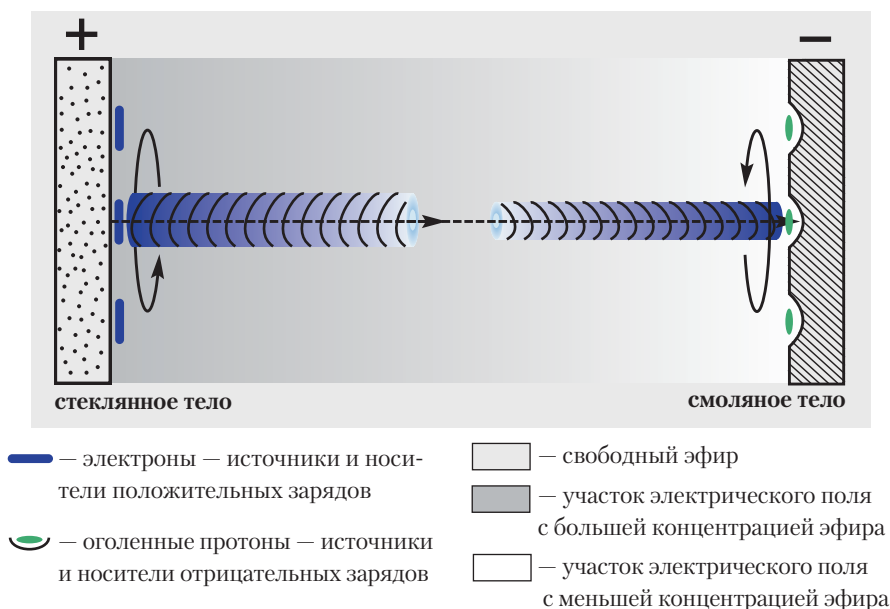 + −
стеклянное тело
смоляное тело
— электроны — источники и носи-
тели положительных зарядов
— оголенные протоны — источники
и носители отрицательных зарядов
— свободный эфир
— участок электрического поля
с большей концентрацией эфира
— участок электрического поля
с меньшей концентрацией эфира